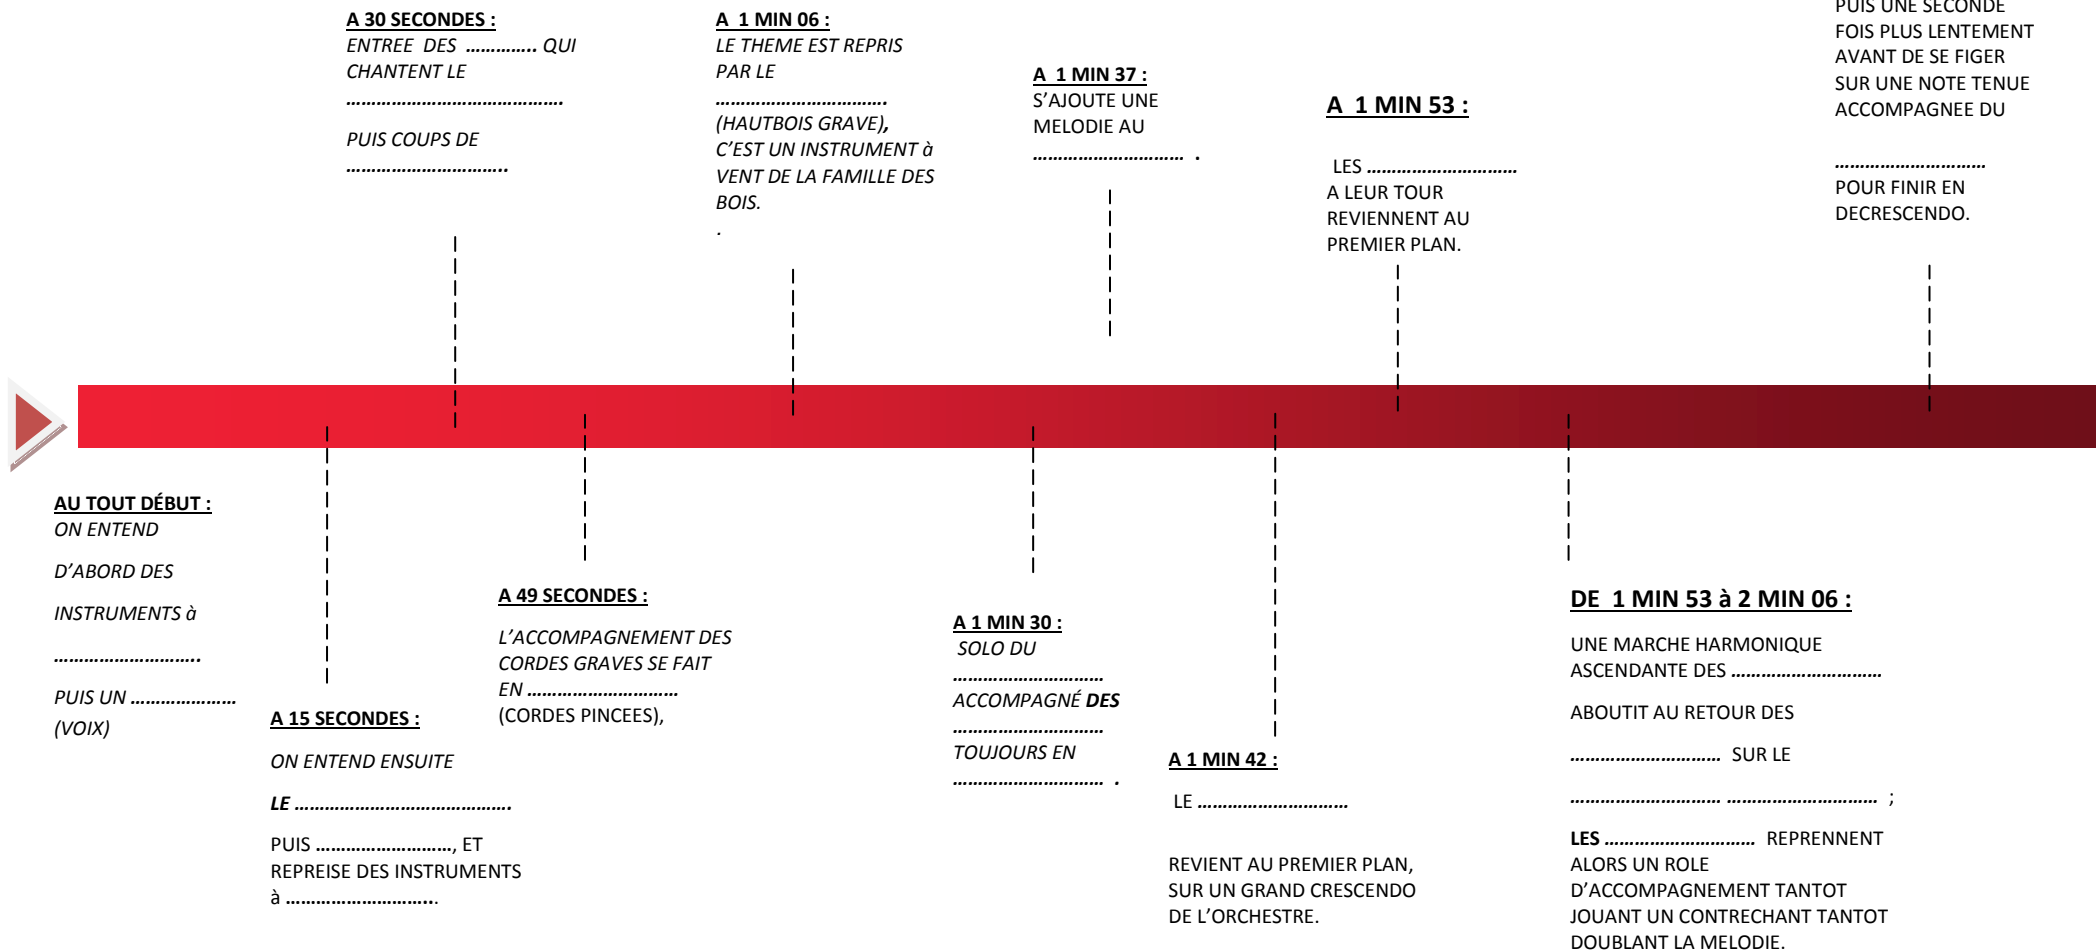 A 30 SECONDES :
ENTREE DES ………….. QUI
CHANTENT LE
…………………………………….
PUIS COUPS DE
…………………………..
A 1 MIN 06 :
LE THEME EST REPRIS
PAR LE
…………………………….
(HAUTBOIS GRAVE),
C’EST UN INSTRUMENT à
VENT DE LA FAMILLE DES
BOIS.
.
A 1 MIN 37 :
S’AJOUTE UNE
MELODIE AU
………………………… .
A 1 MIN 53 :
LES …………………………
A LEUR TOUR
REVIENNENT AU
PREMIER PLAN.
PUIS UNE SECONDE
FOIS PLUS LENTEMENT
AVANT DE SE FIGER
SUR UNE NOTE TENUE
ACCOMPAGNEE DU
…………………………
POUR FINIR EN
DECRESCENDO.
AU TOUT DÉBUT :
ON ENTEND
D’ABORD DES
INSTRUMENTS à
………………………..
PUIS UN …………………
(VOIX)
A 15 SECONDES :
ON ENTEND ENSUITE
LE …………………………………….
PUIS ………………………, ET
REPREISE DES INSTRUMENTS
à ………………………...
A 49 SECONDES :
L’ACCOMPAGNEMENT DES
CORDES GRAVES SE FAIT
EN …………………………
(CORDES PINCEES),
A 1 MIN 30 :
SOLO DU
…………………………
ACCOMPAGNÉ DES
…………………………
TOUJOURS EN
………………………… .
A 1 MIN 42 :
LE …………………………
REVIENT AU PREMIER PLAN,
SUR UN GRAND CRESCENDO
DE L’ORCHESTRE.
DE 1 MIN 53 à 2 MIN 06 :
UNE MARCHE HARMONIQUE
ASCENDANTE DES …………………………
ABOUTIT AU RETOUR DES
………………………… SUR LE
………………………… ………………………… ;
LES ………………………… REPRENNENT
ALORS UN ROLE
D’ACCOMPAGNEMENT TANTOT
JOUANT UN CONTRECHANT TANTOT
DOUBLANT LA MELODIE.